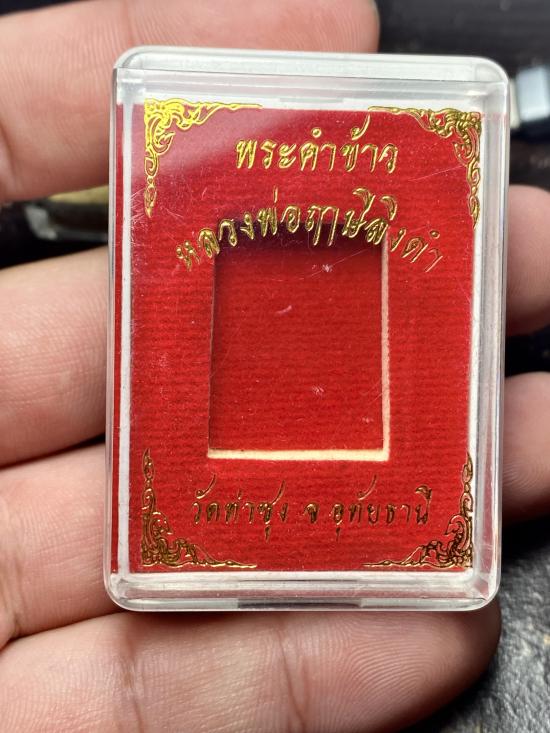 พระคำข้าว
หลวงพ่อฤาษีลิงดำ
วัดท่าซุง จ.อุทัยธานี